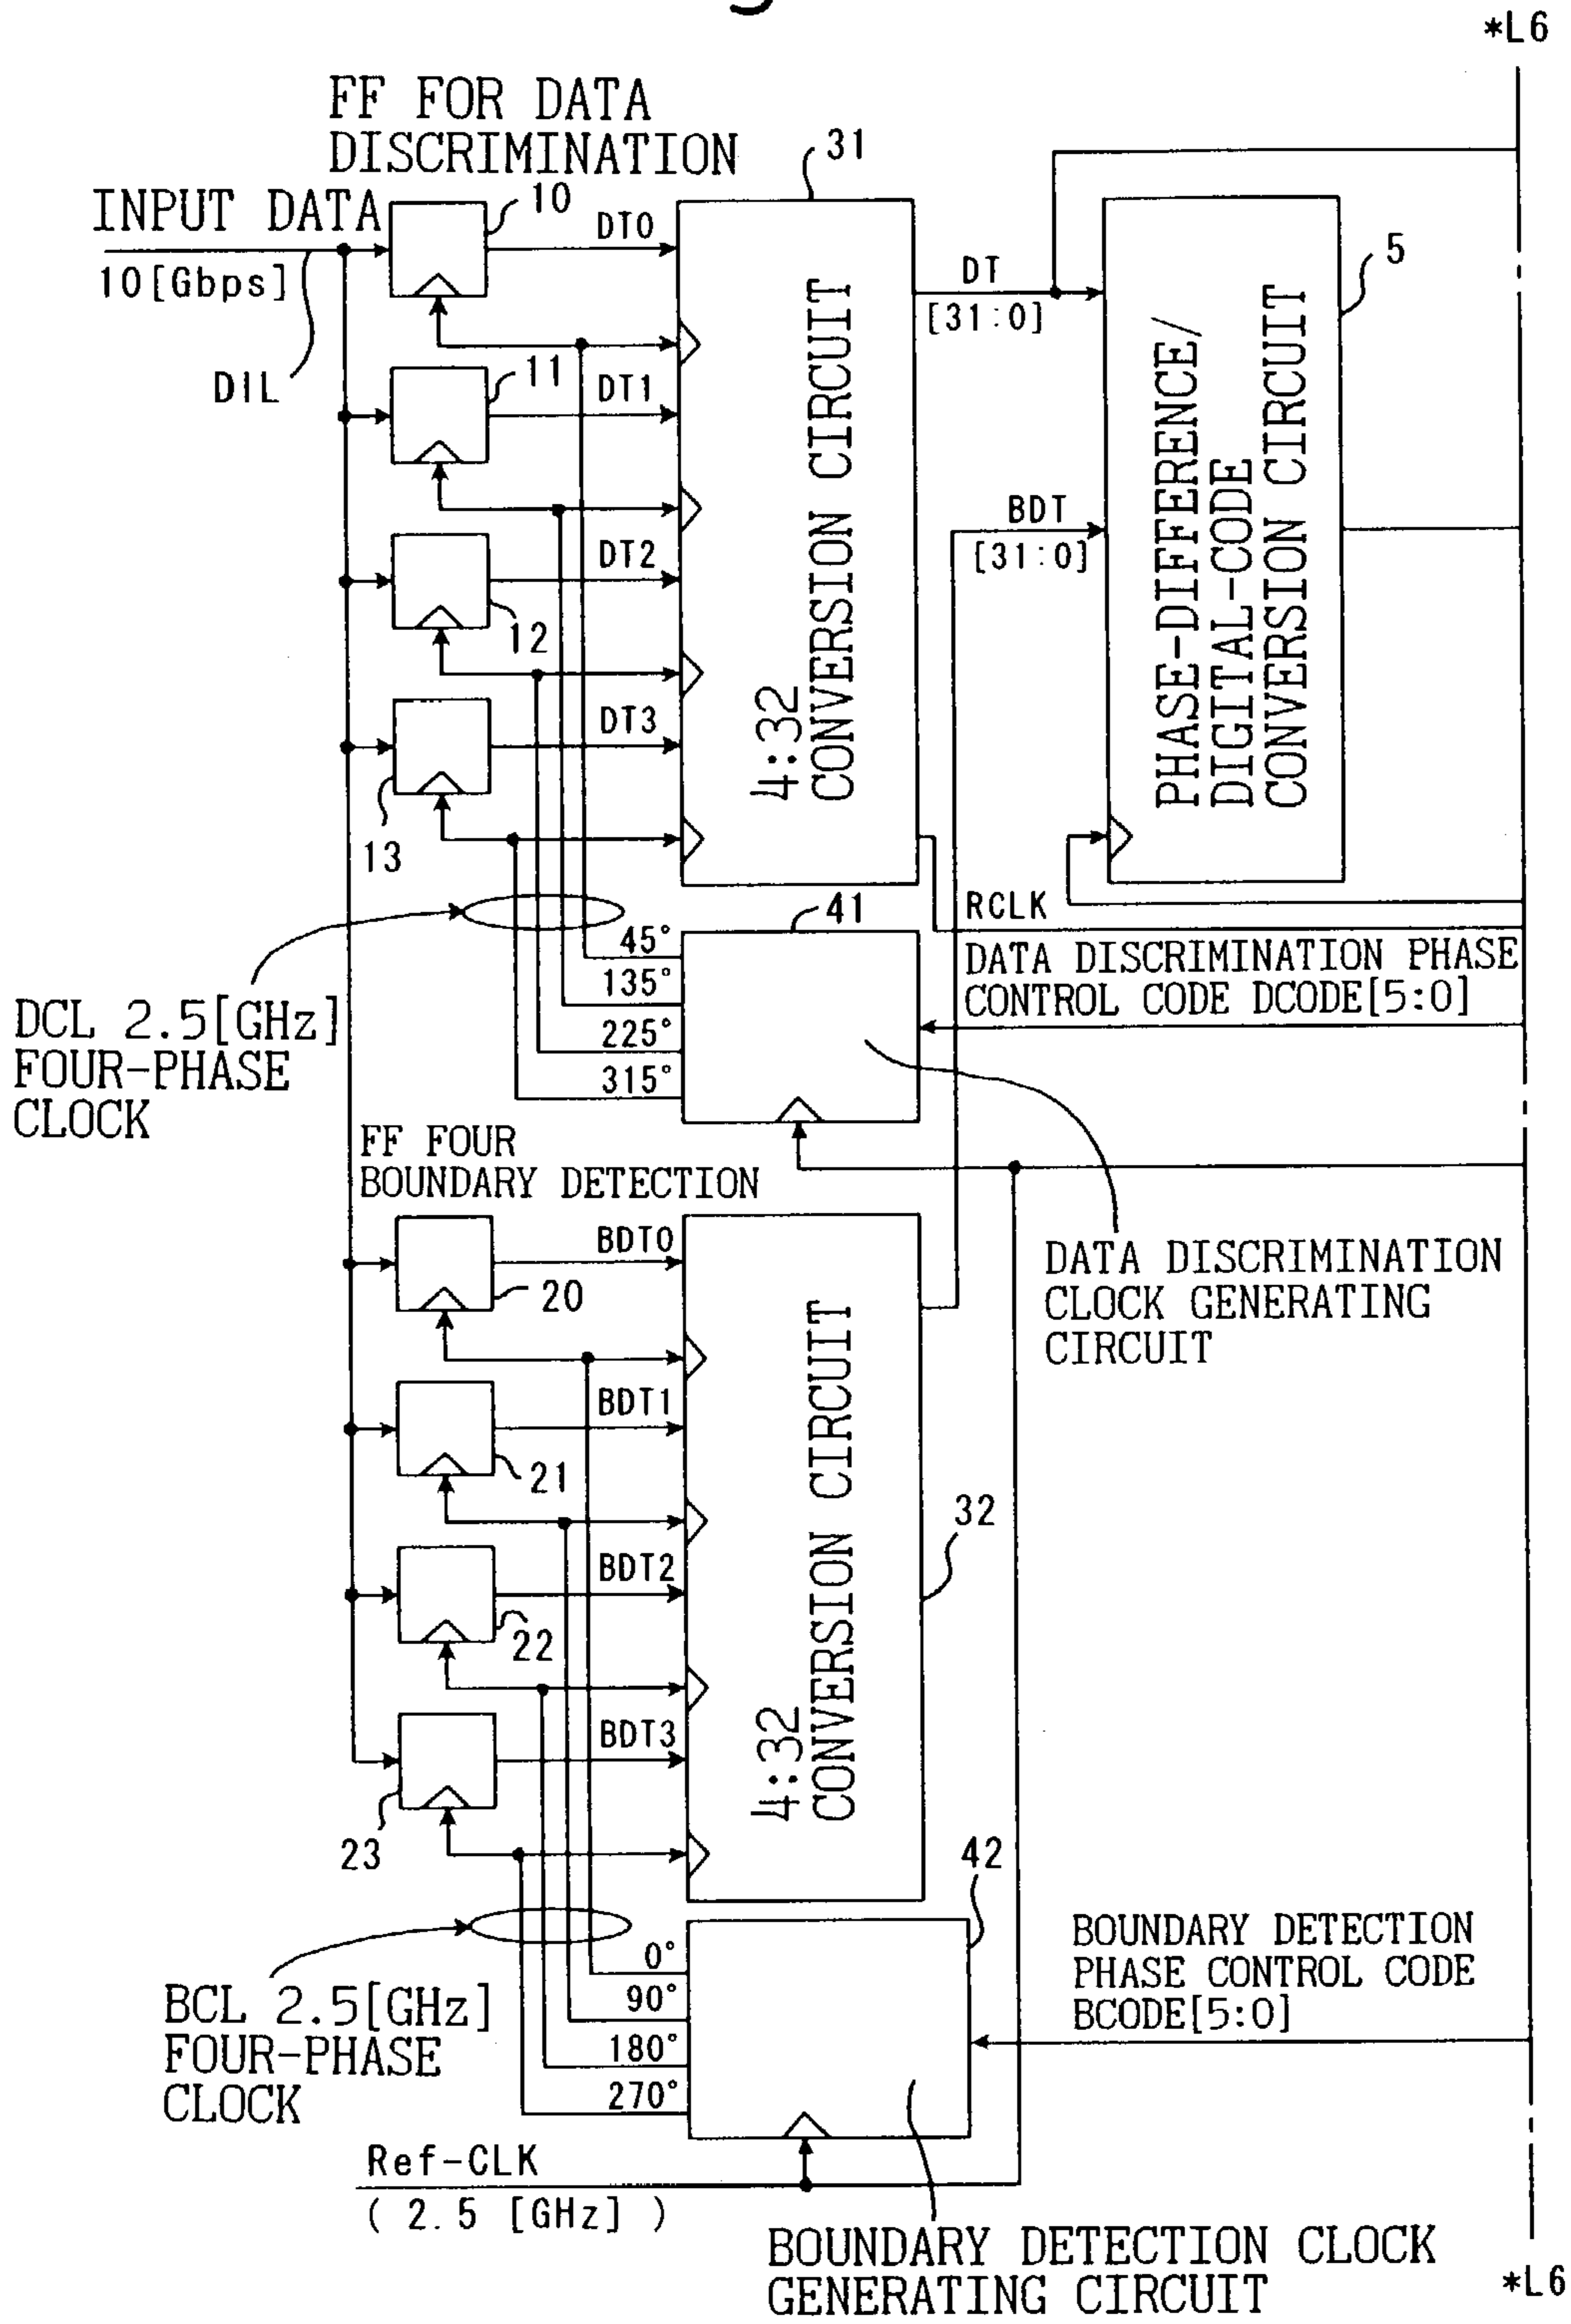 *L6
FF FOR DATA
DISCRIMINATION
31
INPUT DATA
10
DT0
5
10[Gbps]
DT
[31:0]
DIL
11
DT1
4:32
CONVERSION CIRCUIT
PHASE-DIFFERENCE/
DIGITAL-CODE
CONVERSION CIRCUIT
BDT
[31:0]
DT2
12
DT3
13
RCLK
41
45°
135°
225°
315°
DATA DISCRIMINATION PHASE
CONTROL CODE DCODE[5:0]
DCL 2.5[GHz]
FOUR-PHASE
CLOCK
FF FOUR
BOUNDARY DETECTION
BDT0
20
DATA DISCRIMINATION
CLOCK GENERATING
CIRCUIT
BDT1
21
4:32
CONVERSION CIRCUIT
32
BDT2
22
BDT3
23
42
0°
90°
180°
270°
BOUNDARY DETECTION
PHASE CONTROL CODE
BCODE[5:0]
BCL 2.5[GHz]
FOUR-PHASE
CLOCK
Ref-CLK
( 2.5 [GHz] )
BOUNDARY DETECTION CLOCK
GENERATING CIRCUIT
*L6